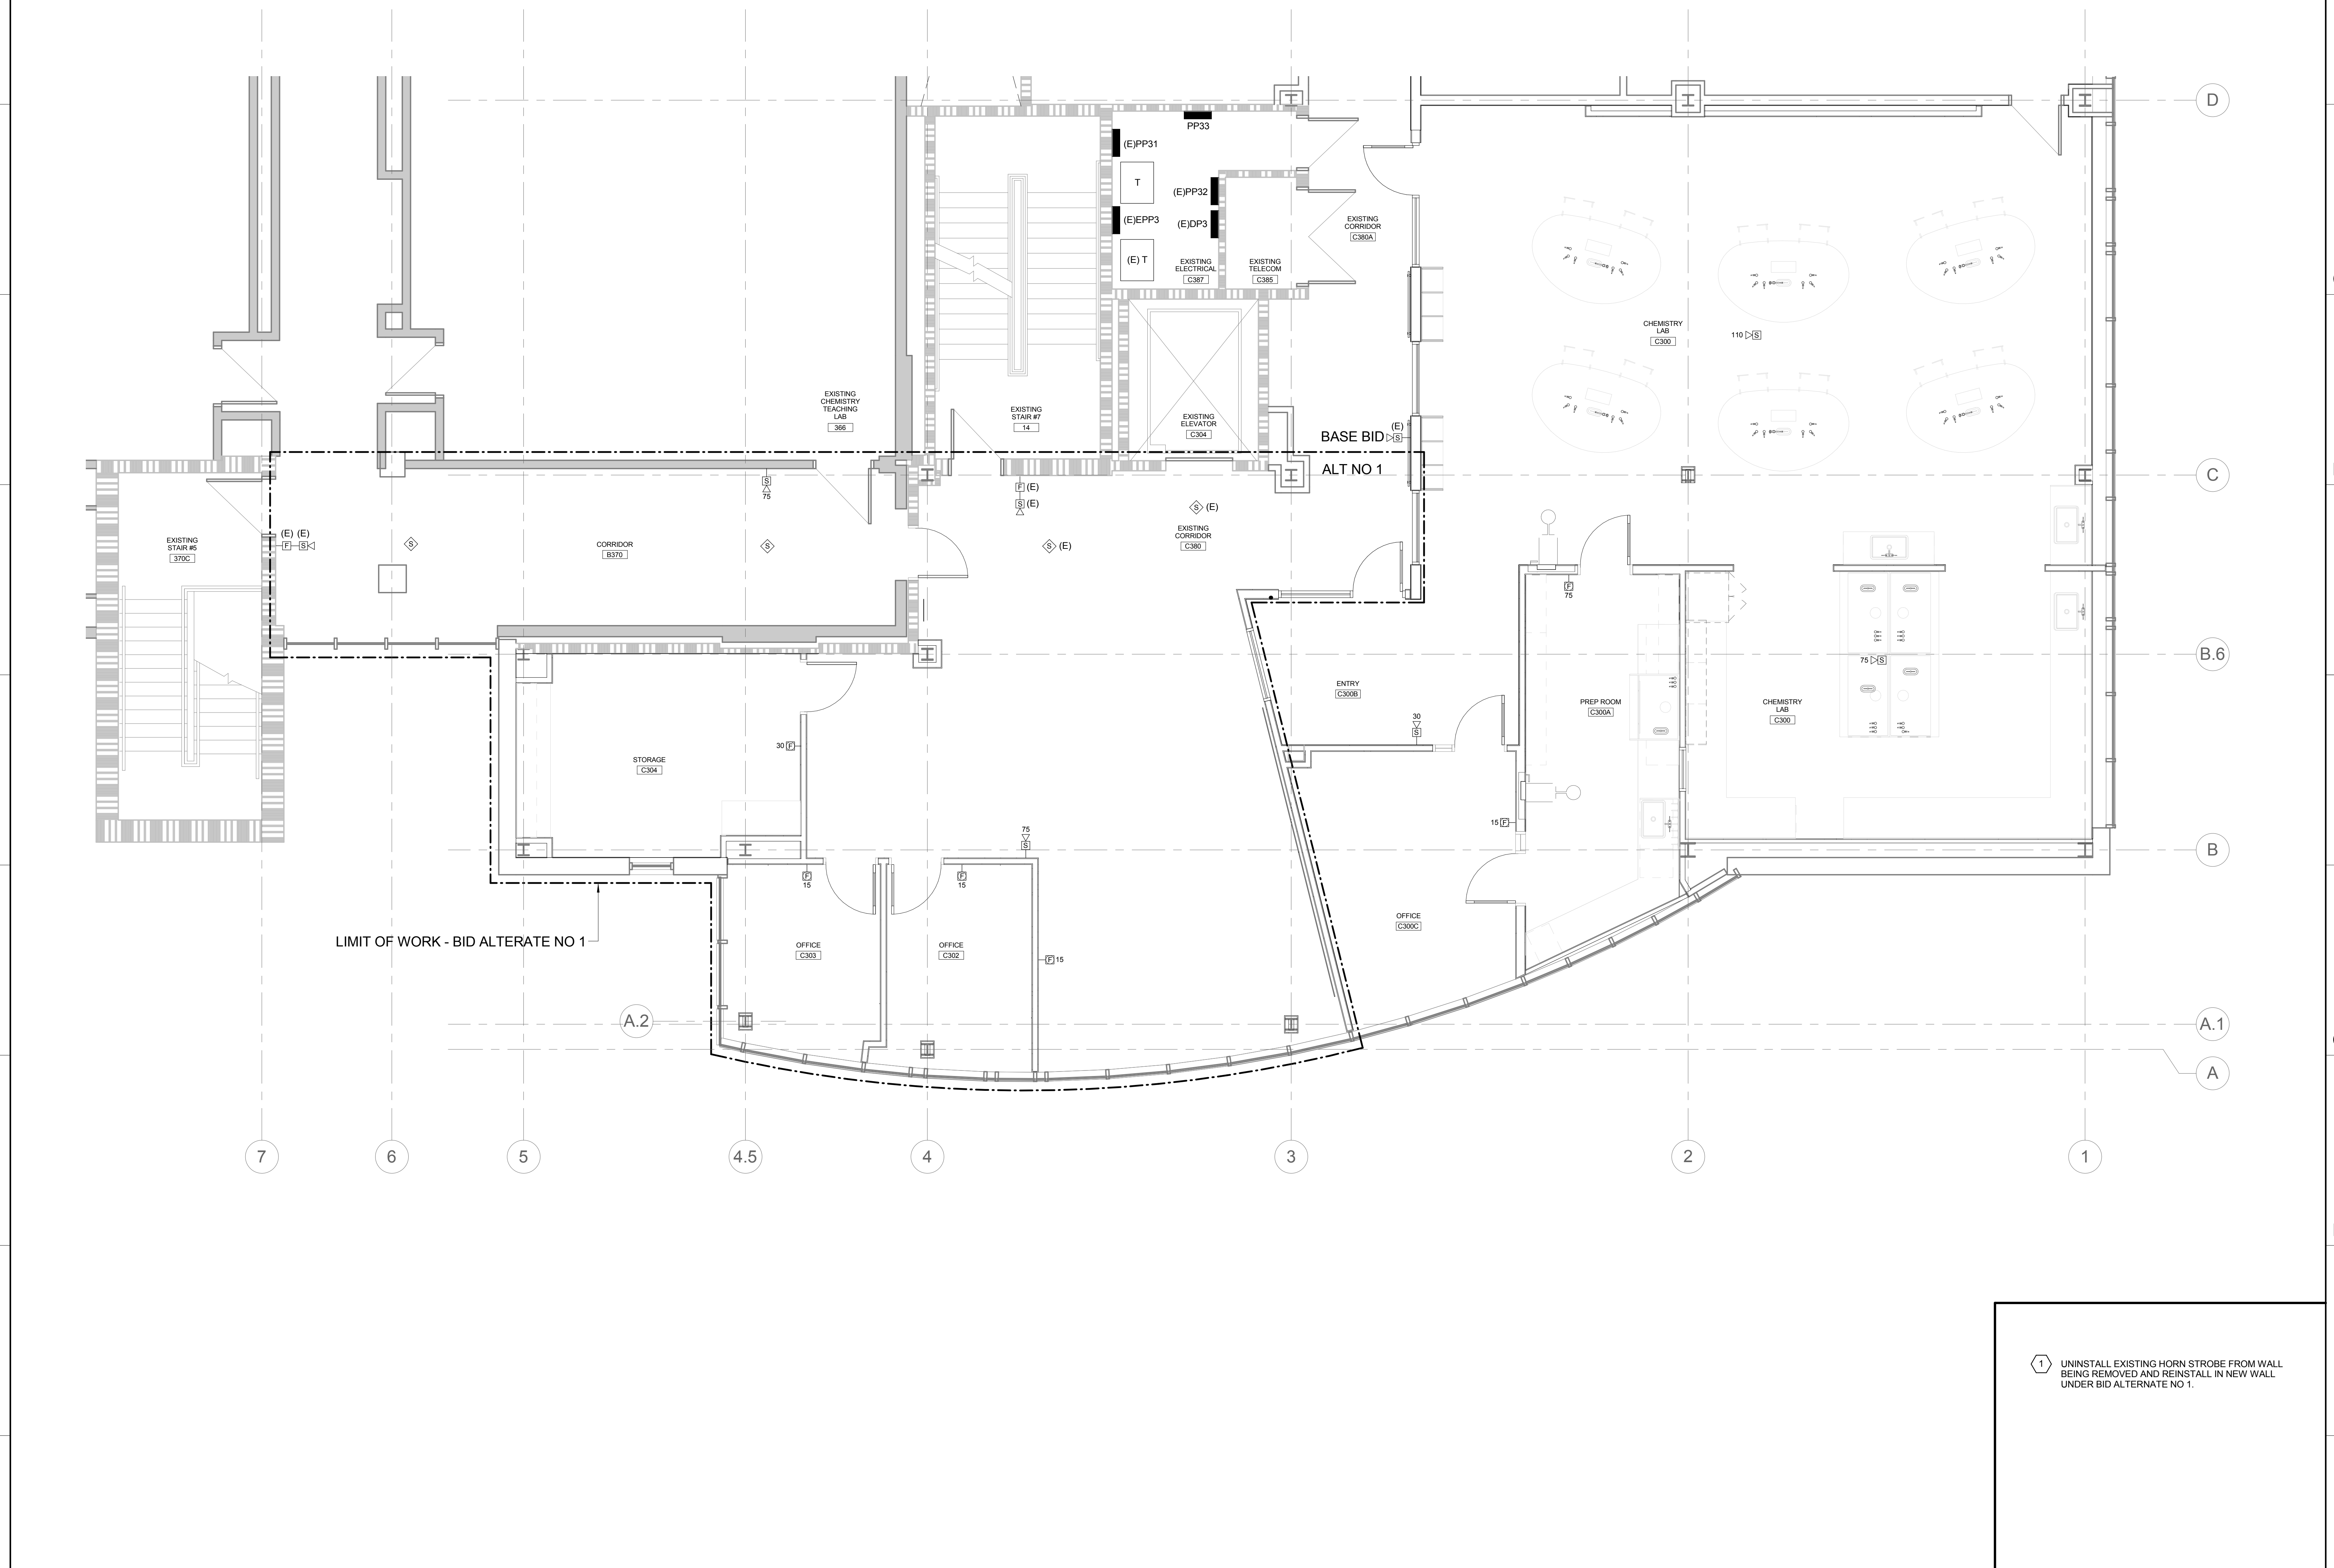 D
PP33
(E)PP31
T
(E)PP32
(E)EPP3
(E)DP3
(E) T
EXISTING
ELECTRICAL
C387
EXISTING
TELECOM
C385
EXISTING
CORRIDOR
C380A
CHEMISTRY
LAB
C300
110 S
EXISTING
CHEMISTRY
TEACHING
LAB
366
EXISTING
STAIR #7
14
EXISTING
ELEVATOR
C304
(E)
BASE BID S
ALT NO 1
C
S
75
F (E)
S (E)
S (E)
EXISTING
CORRIDOR
C380
S (E)
EXISTING
STAIR #5
370C
(E) (E)
F S
S
CORRIDOR
B370
S
F
75
B.6
75 S
ENTRY
C300B
PREP ROOM
C300A
CHEMISTRY
LAB
C300
30
S
30 F
STORAGE
C304
15 F
75
S
B
F
15
F
15
OFFICE
C300C
LIMIT OF WORK - BID ALTERATE NO 1
OFFICE
C303
OFFICE
C302
F 15
A.2
A.1
A
7
6
5
4.5
4
3
2
1
1 UNINSTALL EXISTING HORN STROBE FROM WALL
BEING REMOVED AND REINSTALL IN NEW WALL
UNDER BID ALTERNATE NO 1.